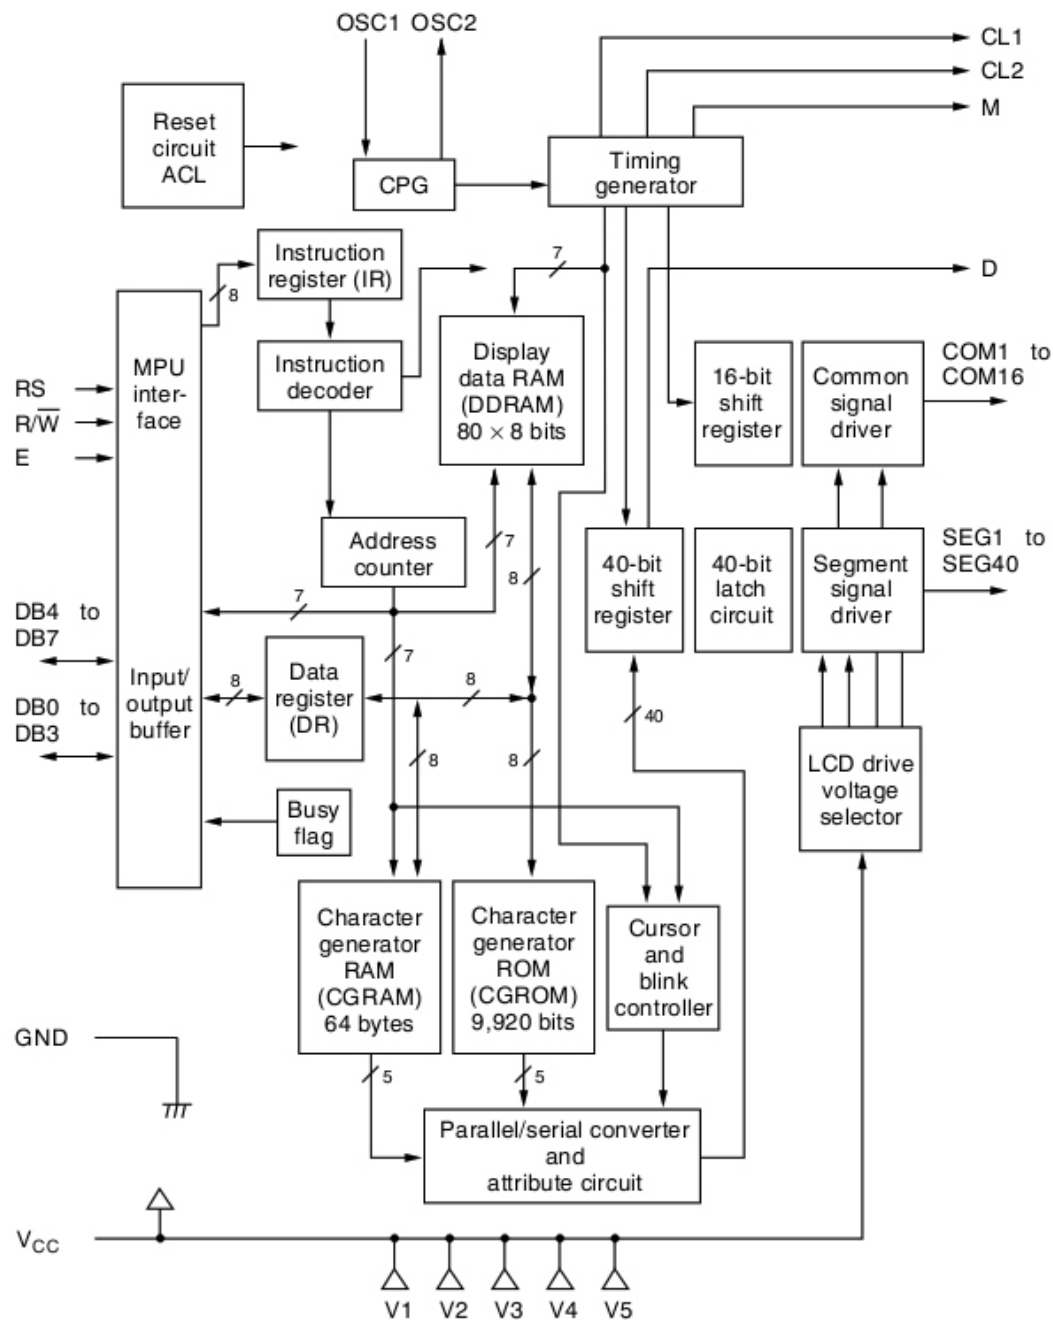 OSC1 OSC2
CL1
CL2
M
Reset
circuit
ACL
CPG
Timing
generator
Instruction
register (IR)
8
7
D
MPU
inter-
face
Instruction
decoder
Display
data RAM
(DDRAM)
80 × 8 bits
16-bit
shift
register
Common
signal
driver
COM1 to
COM16
RS
R/W̅
E
Address
counter
7
8
40-bit
shift
register
40-bit
latch
circuit
Segment
signal
driver
SEG1 to
SEG40
DB4 to
DB7
7
7
Input/
output
buffer
8
Data
register
(DR)
8
DB0 to
DB3
8
8
40
LCD drive
voltage
selector
Busy
flag
Character
generator
RAM
(CGRAM)
64 bytes
Character
generator
ROM
(CGROM)
9,920 bits
Cursor
and
blink
controller
GND
5
5
Parallel/serial converter
and
attribute circuit
VCC
V1 V2 V3 V4 V5